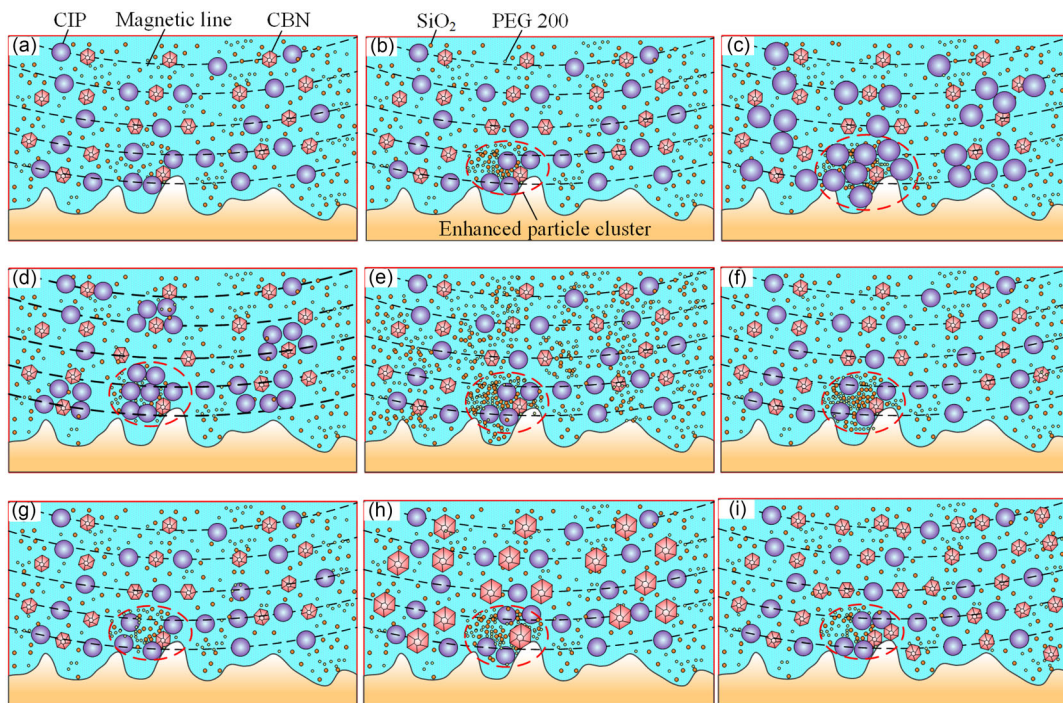 CIP Magnetic line CBN SiO₂ PEG 200
(a) (b) (c)
Enhanced particle cluster
(d) (e) (f)
(g) (h) (i)